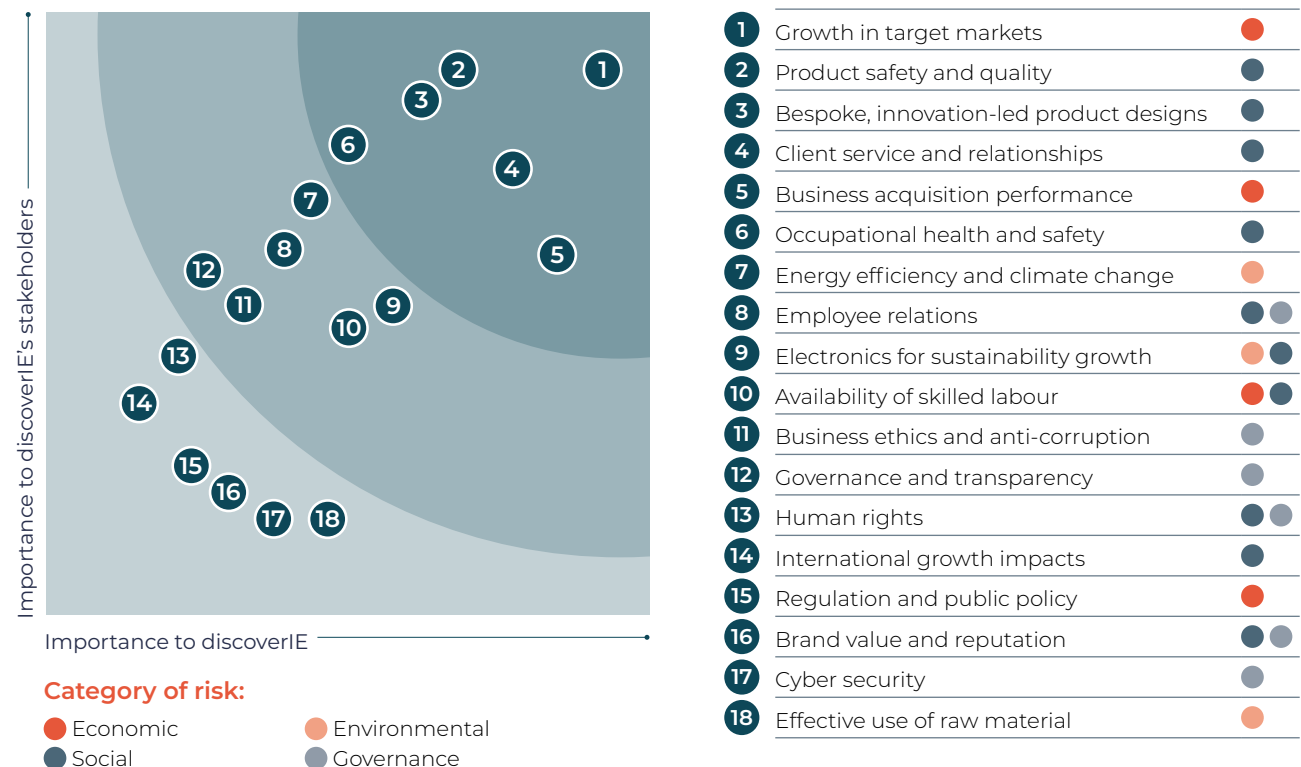 Importance to discoverIE's stakeholders
1
2
3
6
4
7
8
5
12
11
9
10
13
14
15
16
17
18
Importance to discoverIE
Category of risk:
Economic
Environmental
Social
Governance
1 Growth in target markets
2 Product safety and quality
3 Bespoke, innovation-led product designs
4 Client service and relationships
5 Business acquisition performance
6 Occupational health and safety
7 Energy efficiency and climate change
8 Employee relations
9 Electronics for sustainability growth
10 Availability of skilled labour
11 Business ethics and anti-corruption
12 Governance and transparency
13 Human rights
14 International growth impacts
15 Regulation and public policy
16 Brand value and reputation
17 Cyber security
18 Effective use of raw material